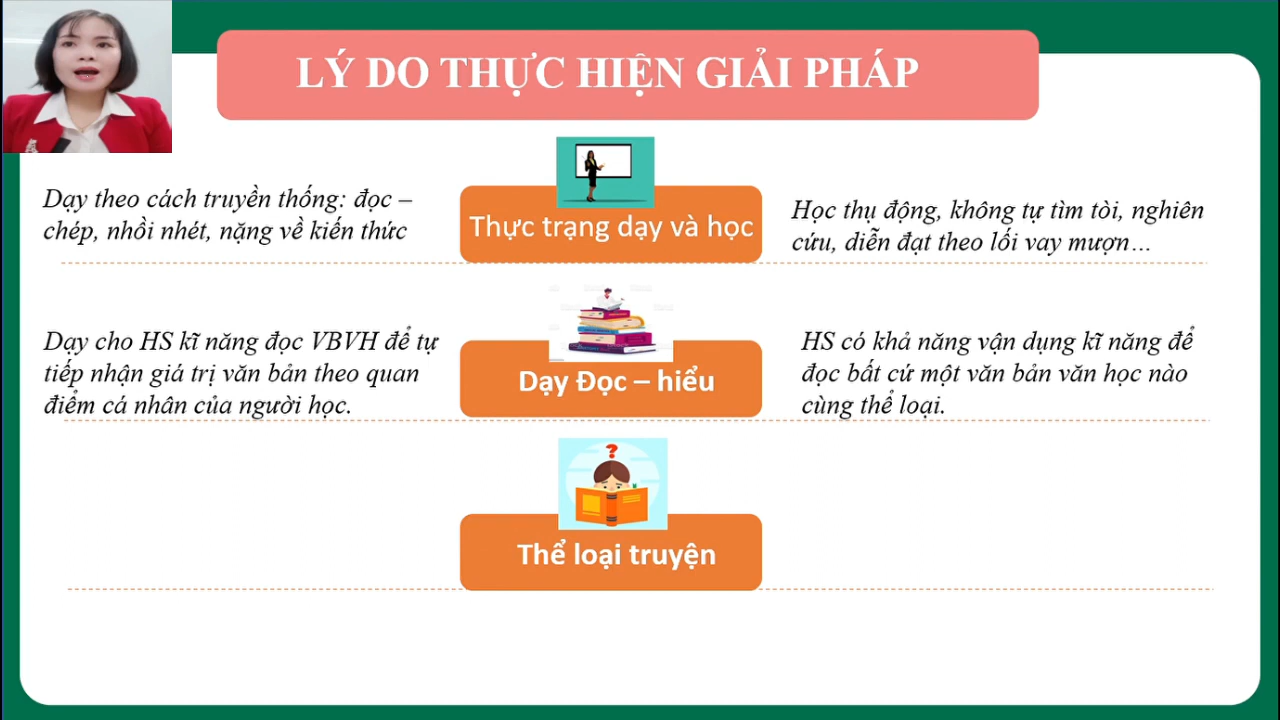 LÝ DO THỰC HIỆN GIẢI PHÁP
Dạy theo cách truyền thống: đọc –
chép, nhồi nhét, nặng về kiến thức
Thực trạng dạy và học
Học thụ động, không tự tìm tòi, nghiên
cứu, diễn đạt theo lối vay mượn…
Dạy cho HS kĩ năng đọc VBVH để tự
tiếp nhận giá trị văn bản theo quan
điểm cá nhân của người học.
Dạy Đọc – hiểu
HS có khả năng vận dụng kĩ năng để
đọc bất cứ một văn bản văn học nào
cùng thể loại.
?
Thể loại truyện